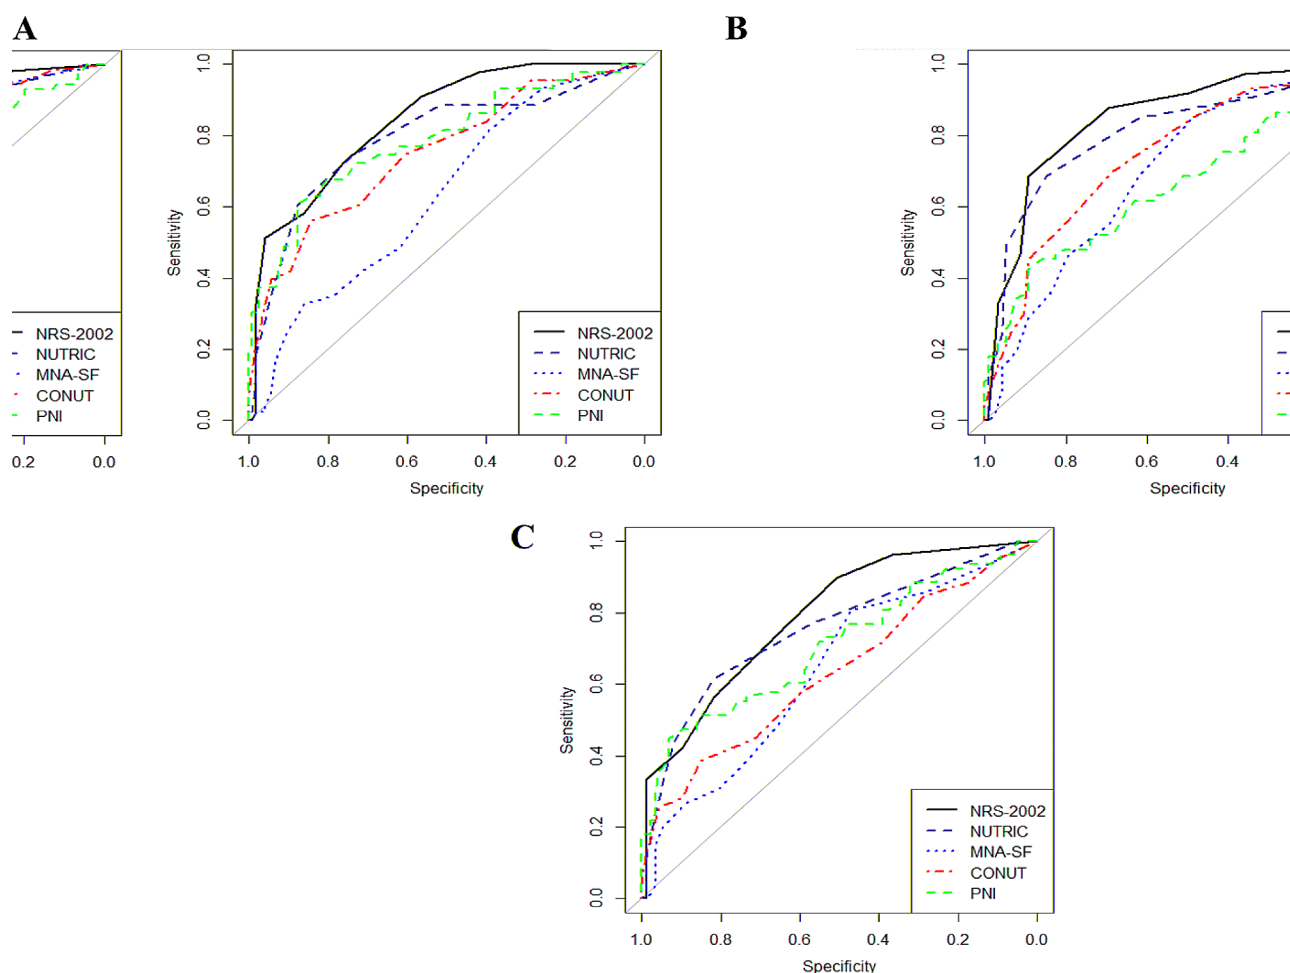 A
B
NRS-2002
NUTRIC
MNA-SF
CONUT
PNI
0.2 0.0
Sensitivity
0.0 0.2 0.4 0.6 0.8 1.0
NRS-2002
NUTRIC
MNA-SF
CONUT
PNI
1.0 0.8 0.6 0.4 0.2 0.0
Specificity
Sensitivity
0.0 0.2 0.4 0.6 0.8 1.0
1.0 0.8 0.6 0.4
Specificity
C
Sensitivity
0.0 0.2 0.4 0.6 0.8 1.0
NRS-2002
NUTRIC
MNA-SF
CONUT
PNI
1.0 0.8 0.6 0.4 0.2 0.0
Specificity